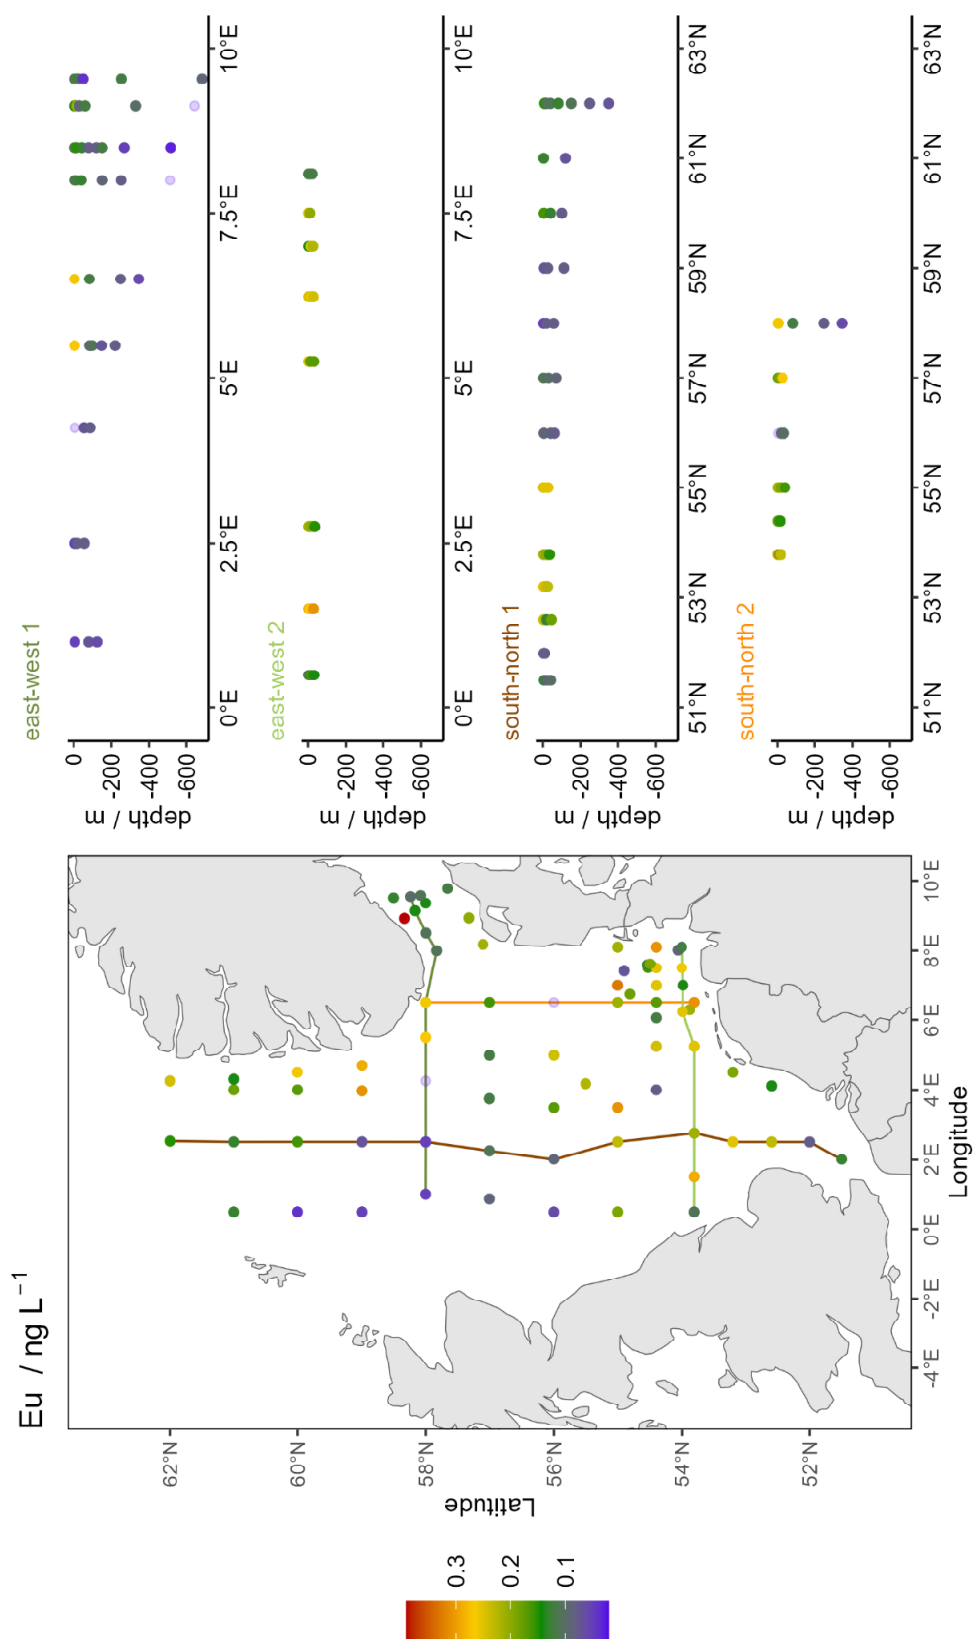 Eu / ng L⁻¹
62°N
60°N
58°N
56°N
54°N
52°N
Latitude
-4°E
-2°E
0°E
2°E
4°E
6°E
8°E
10°E
Longitude
0.3
0.2
0.1
east-west 1
0
-200
-400
-600
depth / m
0°E
2.5°E
5°E
7.5°E
10°E
east-west 2
0
-200
-400
-600
depth / m
0°E
2.5°E
5°E
7.5°E
10°E
south-north 1
0
-200
-400
-600
depth / m
51°N
53°N
55°N
57°N
59°N
61°N
63°N
south-north 2
0
-200
-400
-600
depth / m
51°N
53°N
55°N
57°N
59°N
61°N
63°N